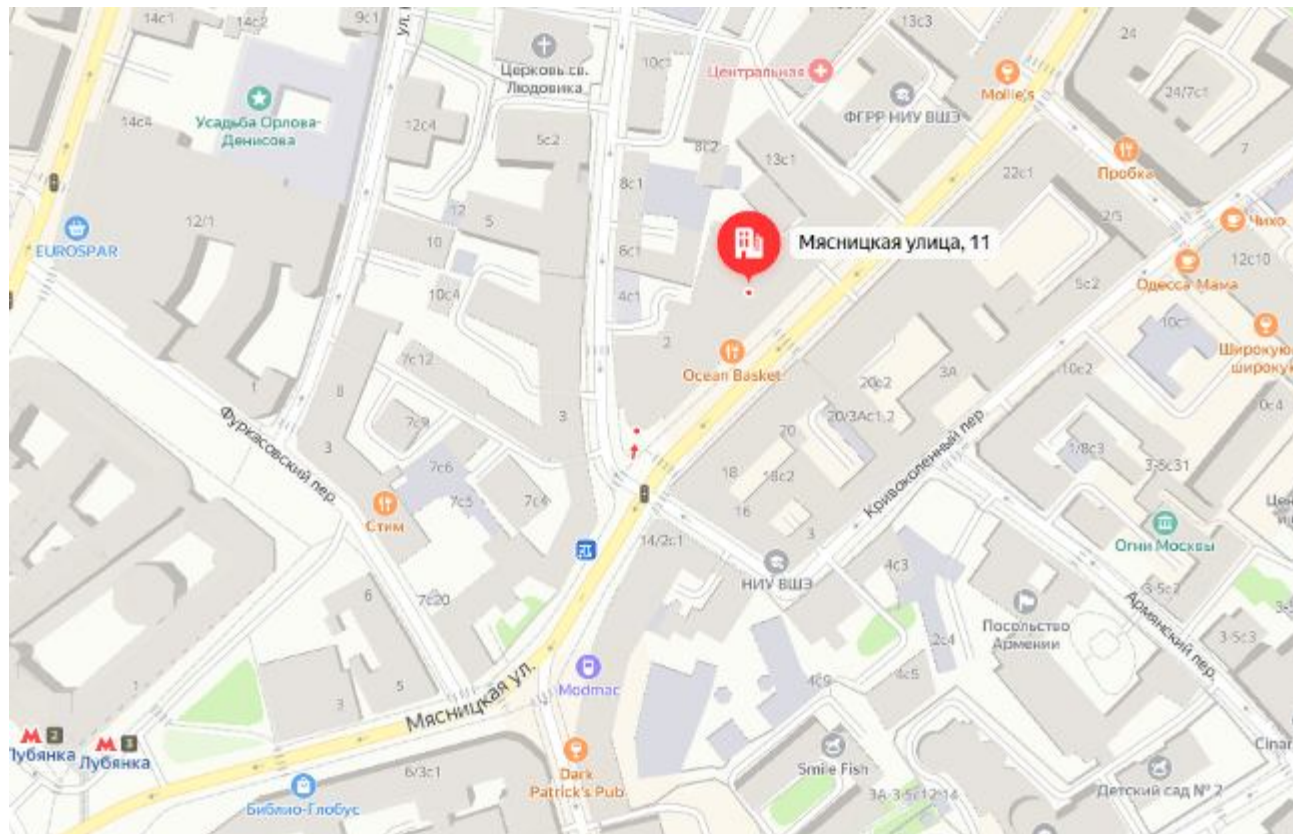 14с1
14с2
9с1
13с3
24
Церковь св.
Людовика
10с1
Центральная
Mollie's
24/7с1
ФГРР НИУ ВШЭ
14с4
Усадьба Орлова-
Денисова
12с4
5с2
8с2
13с1
22с1
Пробка
7
8с1
12/1
12
5
2/5
Чихо
EUROSPAR
10
6с1
Мясницкая улица, 11
12с10
Одесса Мама
10с4
4с1
5с2
10с1
2
Широкую
широкую
7с12
Ocean Basket
20с2
3А
10с2
1
8
3
20/3Ас1,2
Фуркасовский пер.
3
7с9
20
Кривоколенный пер
1/8с3
3-5с31
7с6
18
18с2
Стим
7с5
7с4
16
3
Огни Москвы
14/2с1
НИУ ВШЭ
4с3
3-5с2
6
7с20
Посольство
Армении
Армянский пер.
2с4
3-5с3
Modmac
4с9
4с5
1
3
5
Мясницкая ул.
М 2
М 3
Лубянка
Лубянка
6/3с1
Dark
Patrick's Pub
Smile Fish
Библио-Глобус
3А-3-5с12-14
Детский сад № 2